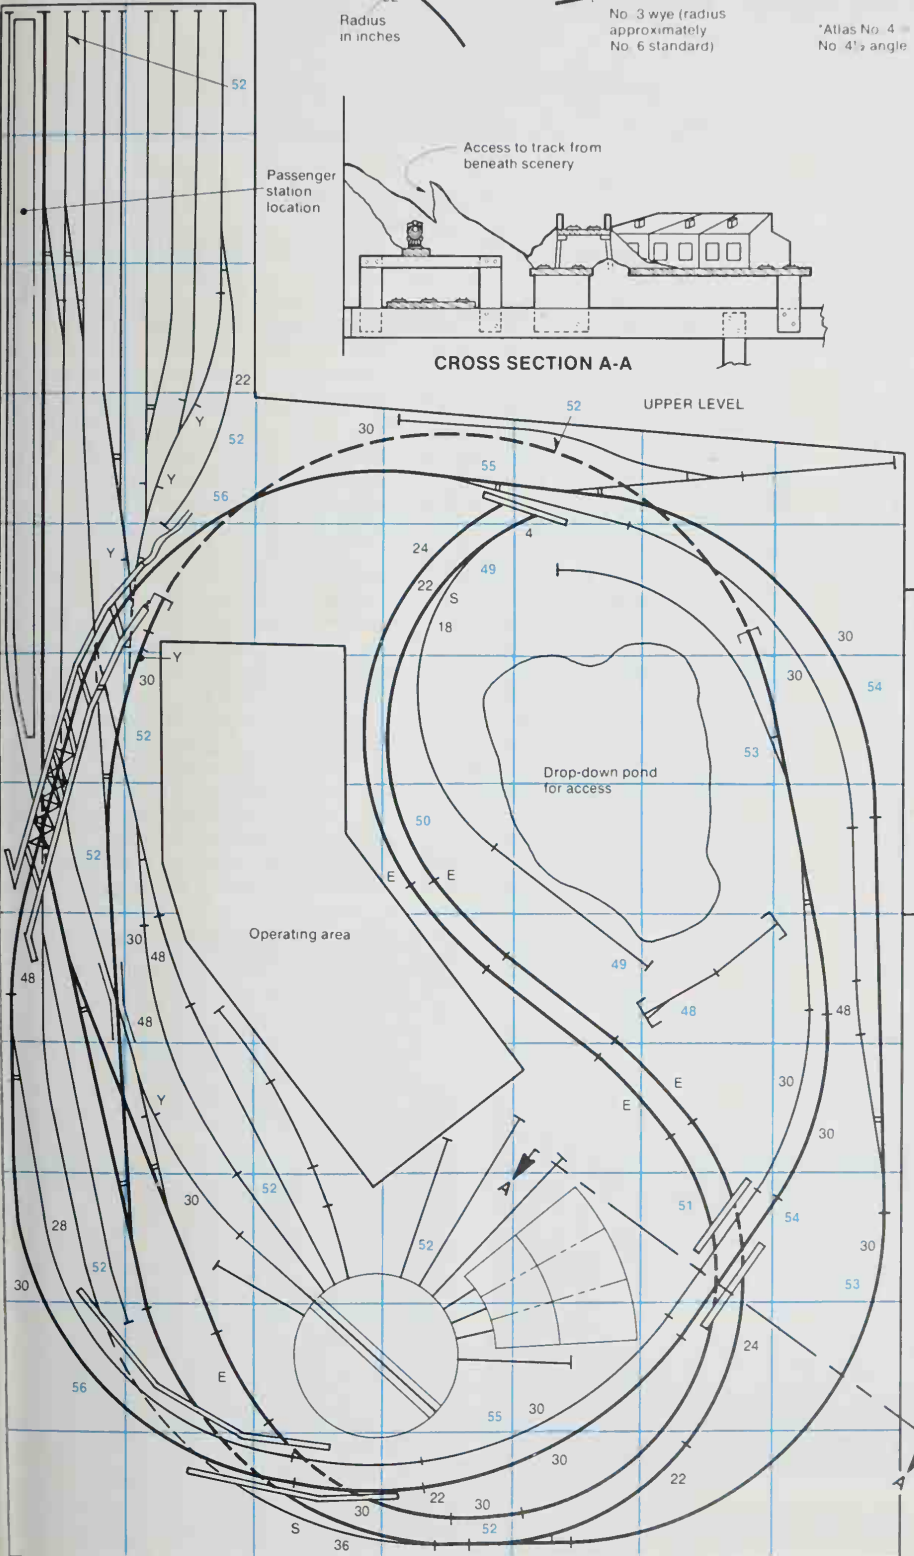 Radius
in inches
No. 3 wye (radius
approximately
No. 6 standard)
*Atlas No. 4 =
No. 4½ angle
52
Passenger
station
location
Access to track from
beneath scenery
CROSS SECTION A-A
UPPER LEVEL
22
52
30
52
Y
52
Y
55
56
Y
4
24
49
22
S
18
Y
30
30
30
54
52
53
Drop-down pond
for access
50
52
E
E
Operating area
30
48
49
48
48
48
48
30
E
E
30
Y
30
52
51
54
A
28
52
52
30
30
53
24
E
56
55
30
30
22
A
22
30
30
S
52
36